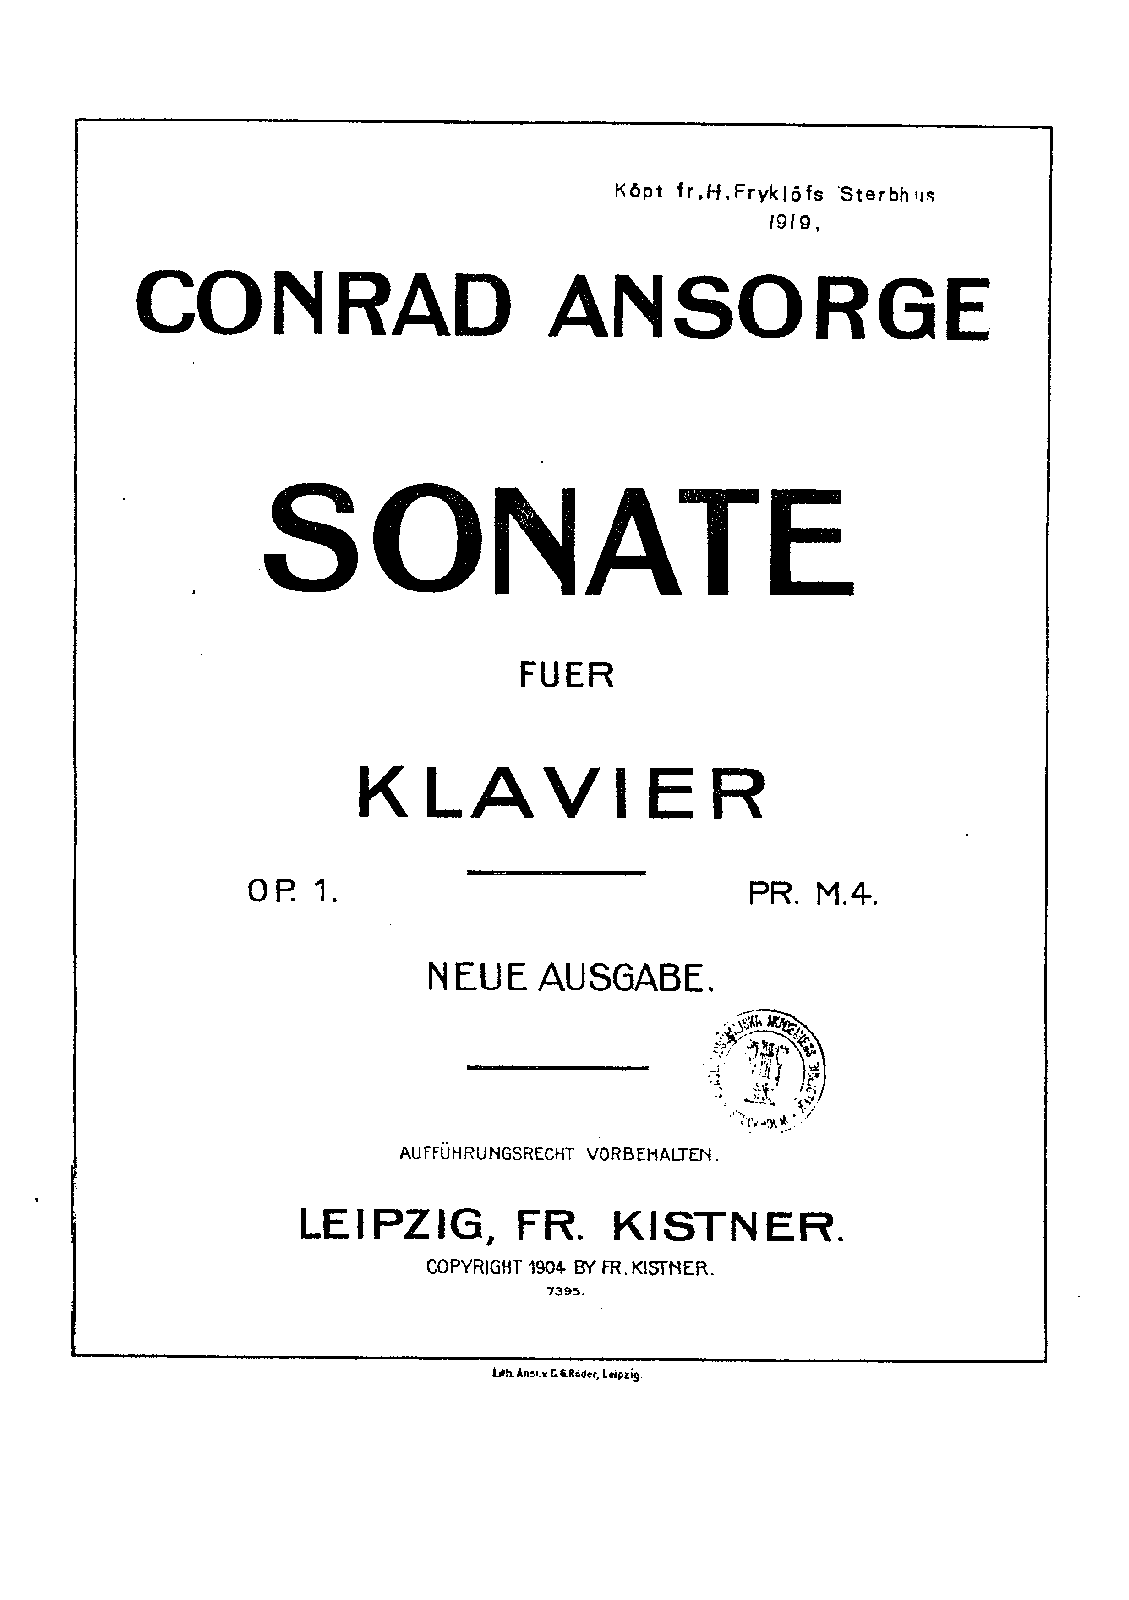 Köpt fr. H. Fryklöfs Sterbhus
1919.
CONRAD ANSORGE
SONATE
FUER
KLAVIER
OP. 1.
PR. M.4.
NEUE AUSGABE.
AUFFÜHRUNGSRECHT VORBEHALTEN.
LEIPZIG, FR. KISTNER.
COPYRIGHT 1904 BY FR. KISTNER.
7395.
Lith. Anst. v. C. G. Röder, Leipzig.